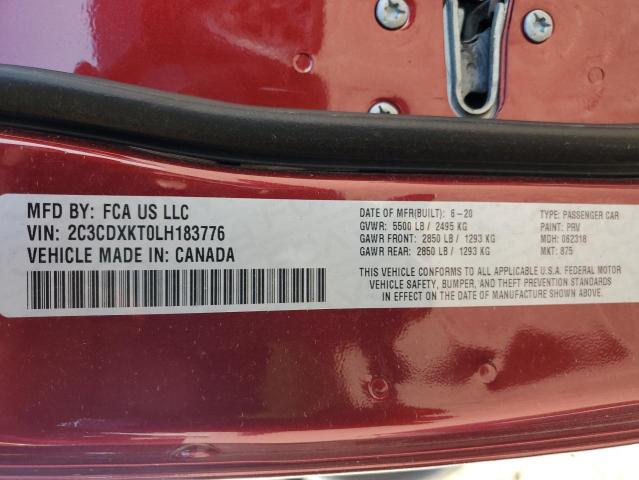 MFD BY: FCA US LLC
VIN: 2C3CDXKT0LH183776
VEHICLE MADE IN: CANADA
DATE OF MFR(BUILT): 6-20
GVWR: 5500 LB / 2495 KG
GAWR FRONT: 2850 LB / 1293 KG
GAWR REAR: 2850 LB / 1293 KG
TYPE: PASSENGER CAR
PAINT: PRV
MDH: 062318
MKT: 875
THIS VEHICLE CONFORMS TO ALL APPLICABLE U.S.A. FEDERAL MOTOR
VEHICLE SAFETY, BUMPER, AND THEFT PREVENTION STANDARDS
IN EFFECT ON THE DATE OF MANUFACTURE SHOWN ABOVE.